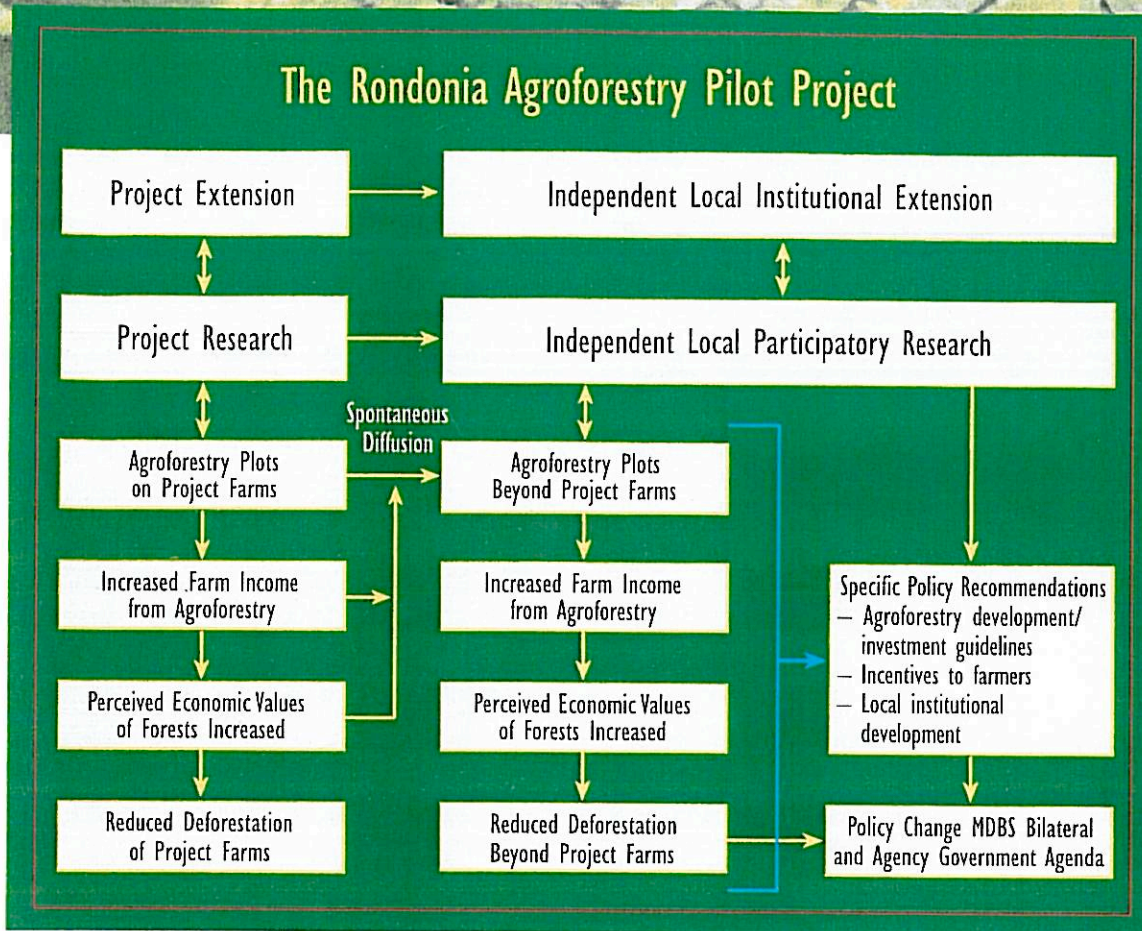 The Rondonia Agroforestry Pilot Project
Project Extension
Independent Local Institutional Extension
Project Research
Independent Local Participatory Research
Spontaneous
Diffusion
Agroforestry Plots
on Project Farms
Agroforestry Plots
Beyond Project Farms
Increased .Farm Income
from Agroforestry
Increased Farm Income
from Agroforestry
Specific Policy Recommendations
– Agroforestry development/
investment guidelines
– Incentives to farmers
– Local institutional
development
Perceived Economic Values
of Forests Increased
Perceived Economic Values
of Forests Increased
Reduced Deforestation
of Project Farms
Reduced Deforestation
Beyond Project Farms
Policy Change MDBS Bilateral
and Agency Government Agenda